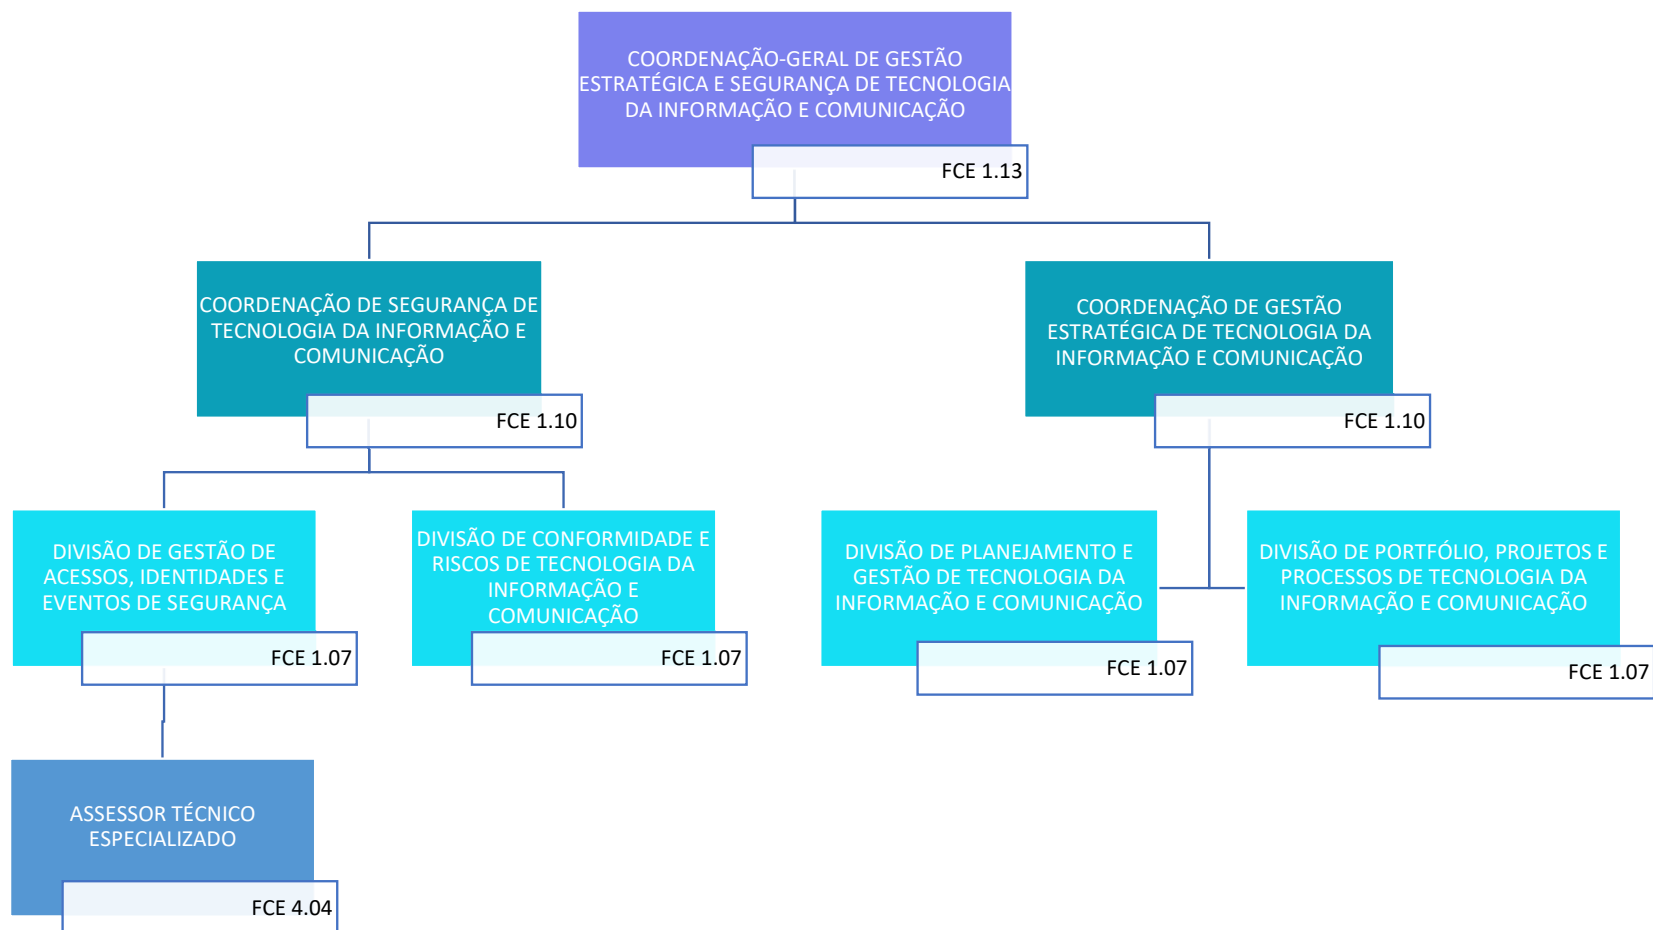 COORDENAÇÃO-GERAL DE GESTÃO
ESTRATÉGICA E SEGURANÇA DE TECNOLOGIA
DA INFORMAÇÃO E COMUNICAÇÃO
FCE 1.13
COORDENAÇÃO DE SEGURANÇA DE
TECNOLOGIA DA INFORMAÇÃO E
COMUNICAÇÃO
FCE 1.10
COORDENAÇÃO DE GESTÃO
ESTRATÉGICA DE TECNOLOGIA DA
INFORMAÇÃO E COMUNICAÇÃO
FCE 1.10
DIVISÃO DE GESTÃO DE
ACESSOS, IDENTIDADES E
EVENTOS DE SEGURANÇA
FCE 1.07
DIVISÃO DE CONFORMIDADE E
RISCOS DE TECNOLOGIA DA
INFORMAÇÃO E
COMUNICAÇÃO
FCE 1.07
DIVISÃO DE PLANEJAMENTO E
GESTÃO DE TECNOLOGIA DA
INFORMAÇÃO E COMUNICAÇÃO
FCE 1.07
DIVISÃO DE PORTFÓLIO, PROJETOS E
PROCESSOS DE TECNOLOGIA DA
INFORMAÇÃO E COMUNICAÇÃO
FCE 1.07
ASSESSOR TÉCNICO
ESPECIALIZADO
FCE 4.04